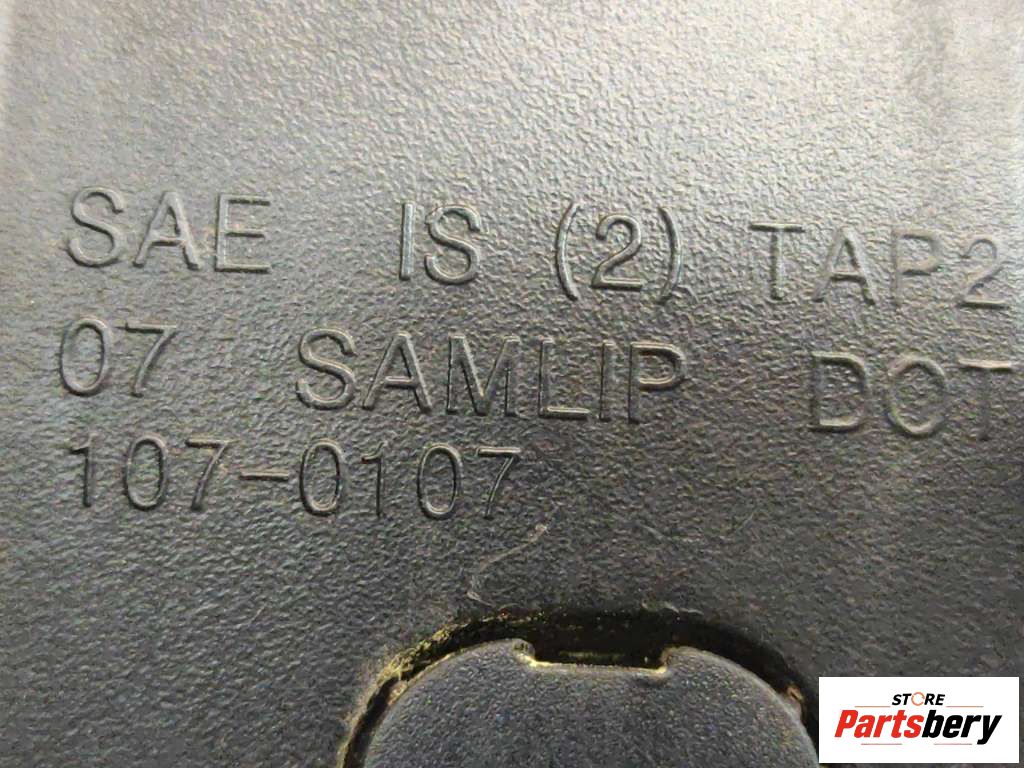 SAE IS (2) TAP2
07 SAMLIP DOT
107-0107
STORE
Partsbery